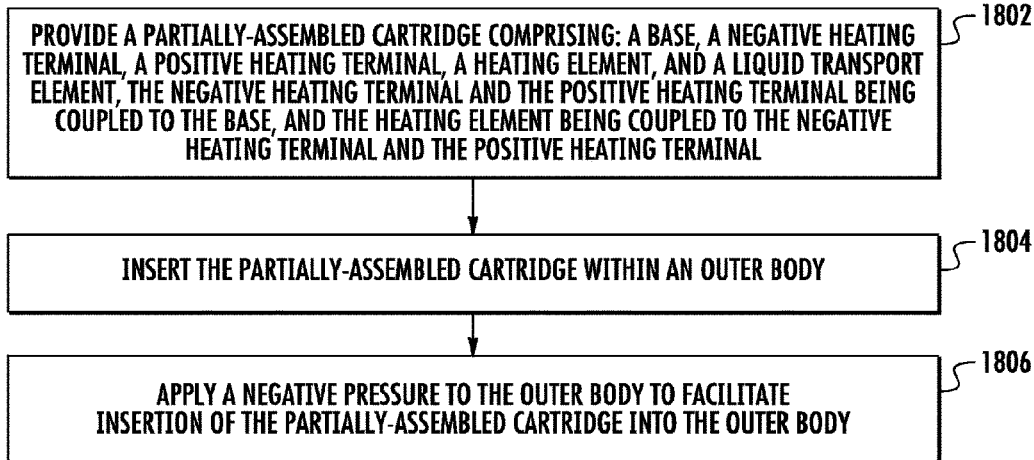 PROVIDE A PARTIALLY-ASSEMBLED CARTRIDGE COMPRISING: A BASE, A NEGATIVE HEATING
TERMINAL, A POSITIVE HEATING TERMINAL, A HEATING ELEMENT, AND A LIQUID TRANSPORT
ELEMENT, THE NEGATIVE HEATING TERMINAL AND THE POSITIVE HEATING TERMINAL BEING
COUPLED TO THE BASE, AND THE HEATING ELEMENT BEING COUPLED TO THE NEGATIVE
HEATING TERMINAL AND THE POSITIVE HEATING TERMINAL
1802
INSERT THE PARTIALLY-ASSEMBLED CARTRIDGE WITHIN AN OUTER BODY
1804
APPLY A NEGATIVE PRESSURE TO THE OUTER BODY TO FACILITATE
INSERTION OF THE PARTIALLY-ASSEMBLED CARTRIDGE INTO THE OUTER BODY
1806